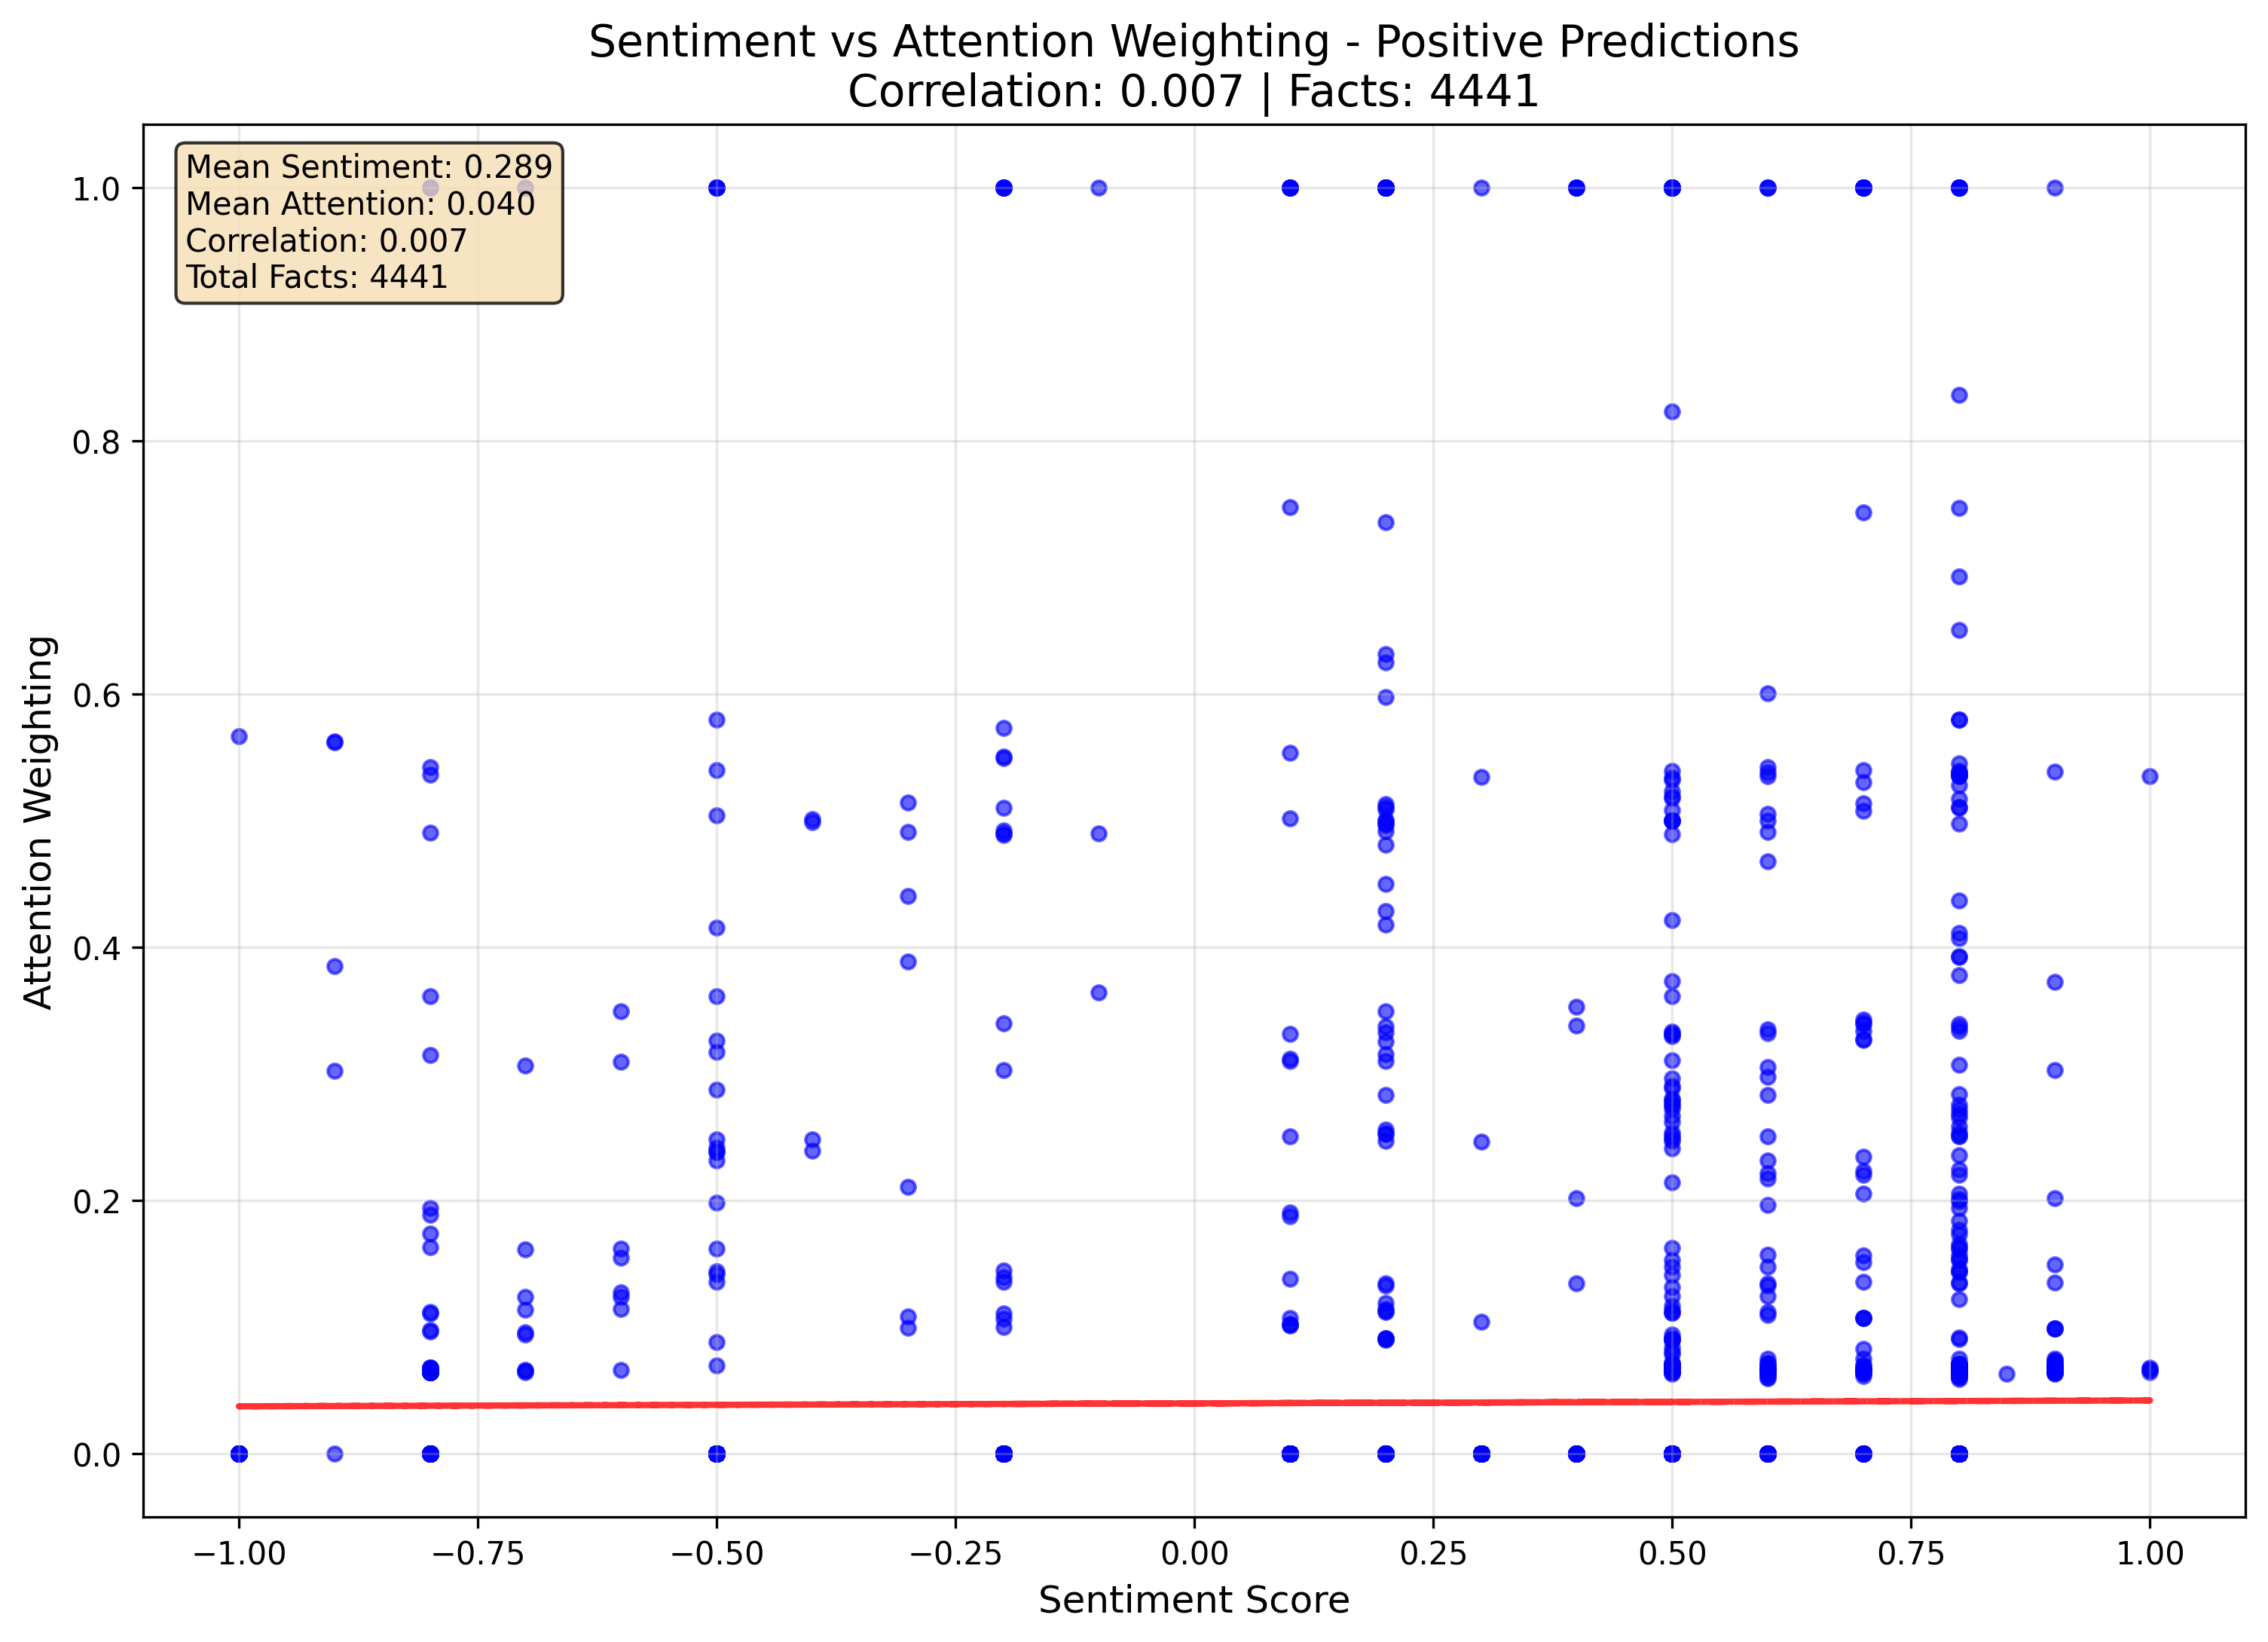 Sentiment vs Attention Weighting - Positive Predictions
Correlation: 0.007 | Facts: 4441
Mean Sentiment: 0.289
Mean Attention: 0.040
Correlation: 0.007
Total Facts: 4441
Attention Weighting
1.0
0.8
0.6
0.4
0.2
0.0
−1.00 −0.75 −0.50 −0.25 0.00 0.25 0.50 0.75 1.00
Sentiment Score